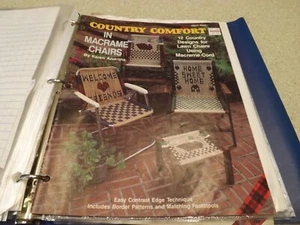 COUNTRY COMFORT
IN
MACRAME
CHAIRS
12 Country
Designs for
Lawn Chairs
Using
Macrame Cord
WELCOME
FRIENDS
HOME
SWEET
HOME
Easy Contrast Edge Technique
Includes Border Patterns and Matching Footstools